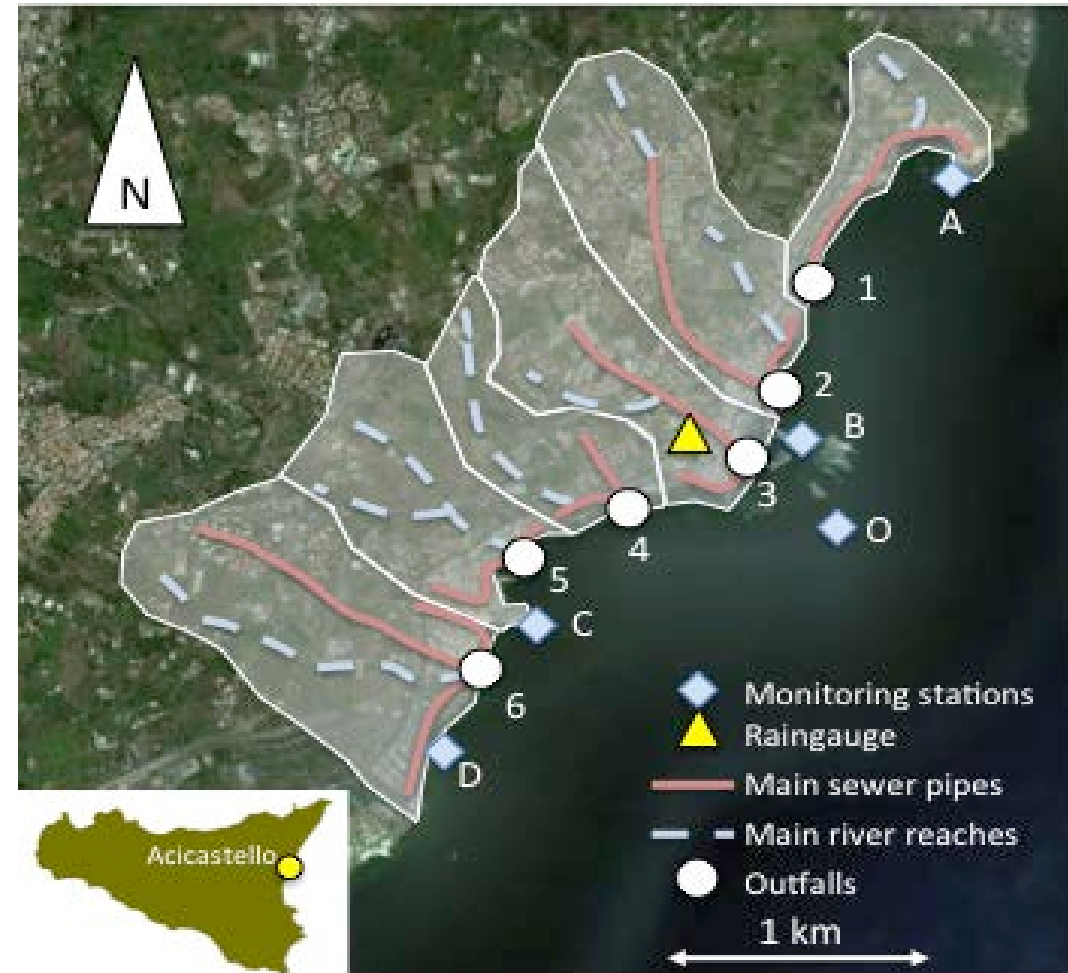 N
A
1
2
B
3
O
4
5
C
6
D
Monitoring stations
Raingauge
Main sewer pipes
Main river reaches
Outfalls
1 km
Acicastello